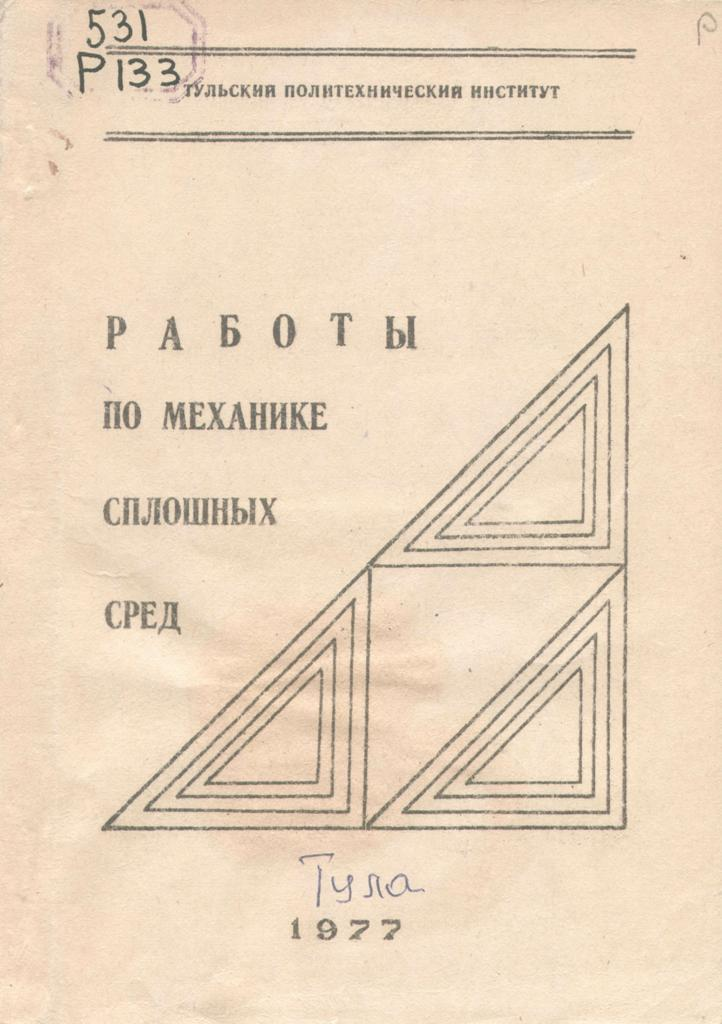 531
Р133
ТУЛЬСКИЙ ПОЛИТЕХНИЧЕСКИЙ ИНСТИТУТ
Р
РАБОТЫ
ПО МЕХАНИКЕ
СПЛОШНЫХ
СРЕД
Тула
1977